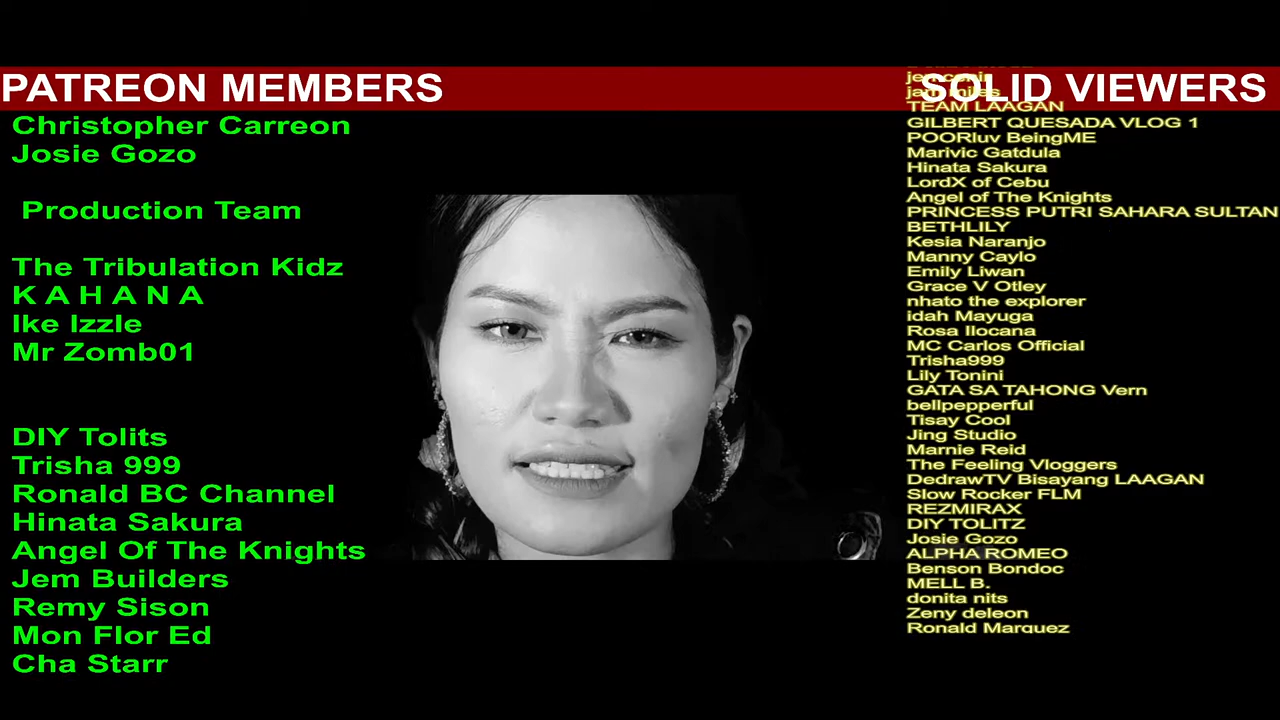 PATREON MEMBERS
Christopher Carreon
Josie Gozo
Production Team
The Tribulation Kidz
K A H A N A
Ike Izzle
Mr Zomb01
DIY Tolits
Trisha 999
Ronald BC Channel
Hinata Sakura
Angel Of The Knights
Jem Builders
Remy Sison
Mon Flor Ed
Cha Starr
SOLID VIEWERS
TEAM LAAGAN
GILBERT QUESADA VLOG 1
POORluv BeingME
Marivic Gatdula
Hinata Sakura
LordX of Cebu
Angel of The Knights
PRINCESS PUTRI SAHARA SULTAN
BETHLILY
Kesia Naranjo
Manny Caylo
Emily Liwan
Grace V Otley
nhato the explorer
idah Mayuga
Rosa Ilocana
MC Carlos Official
Trisha999
Lily Tonini
GATA SA TAHONG Vern
bellpepperful
Tisay Cool
Jing Studio
Marnie Reid
The Feeling Vloggers
DedrawTV Bisayang LAAGAN
Slow Rocker FLM
REZMIRAX
DIY TOLITZ
Josie Gozo
ALPHA ROMEO
Benson Bondoc
MELL B.
donita nits
Zeny deleon
Ronald Marquez